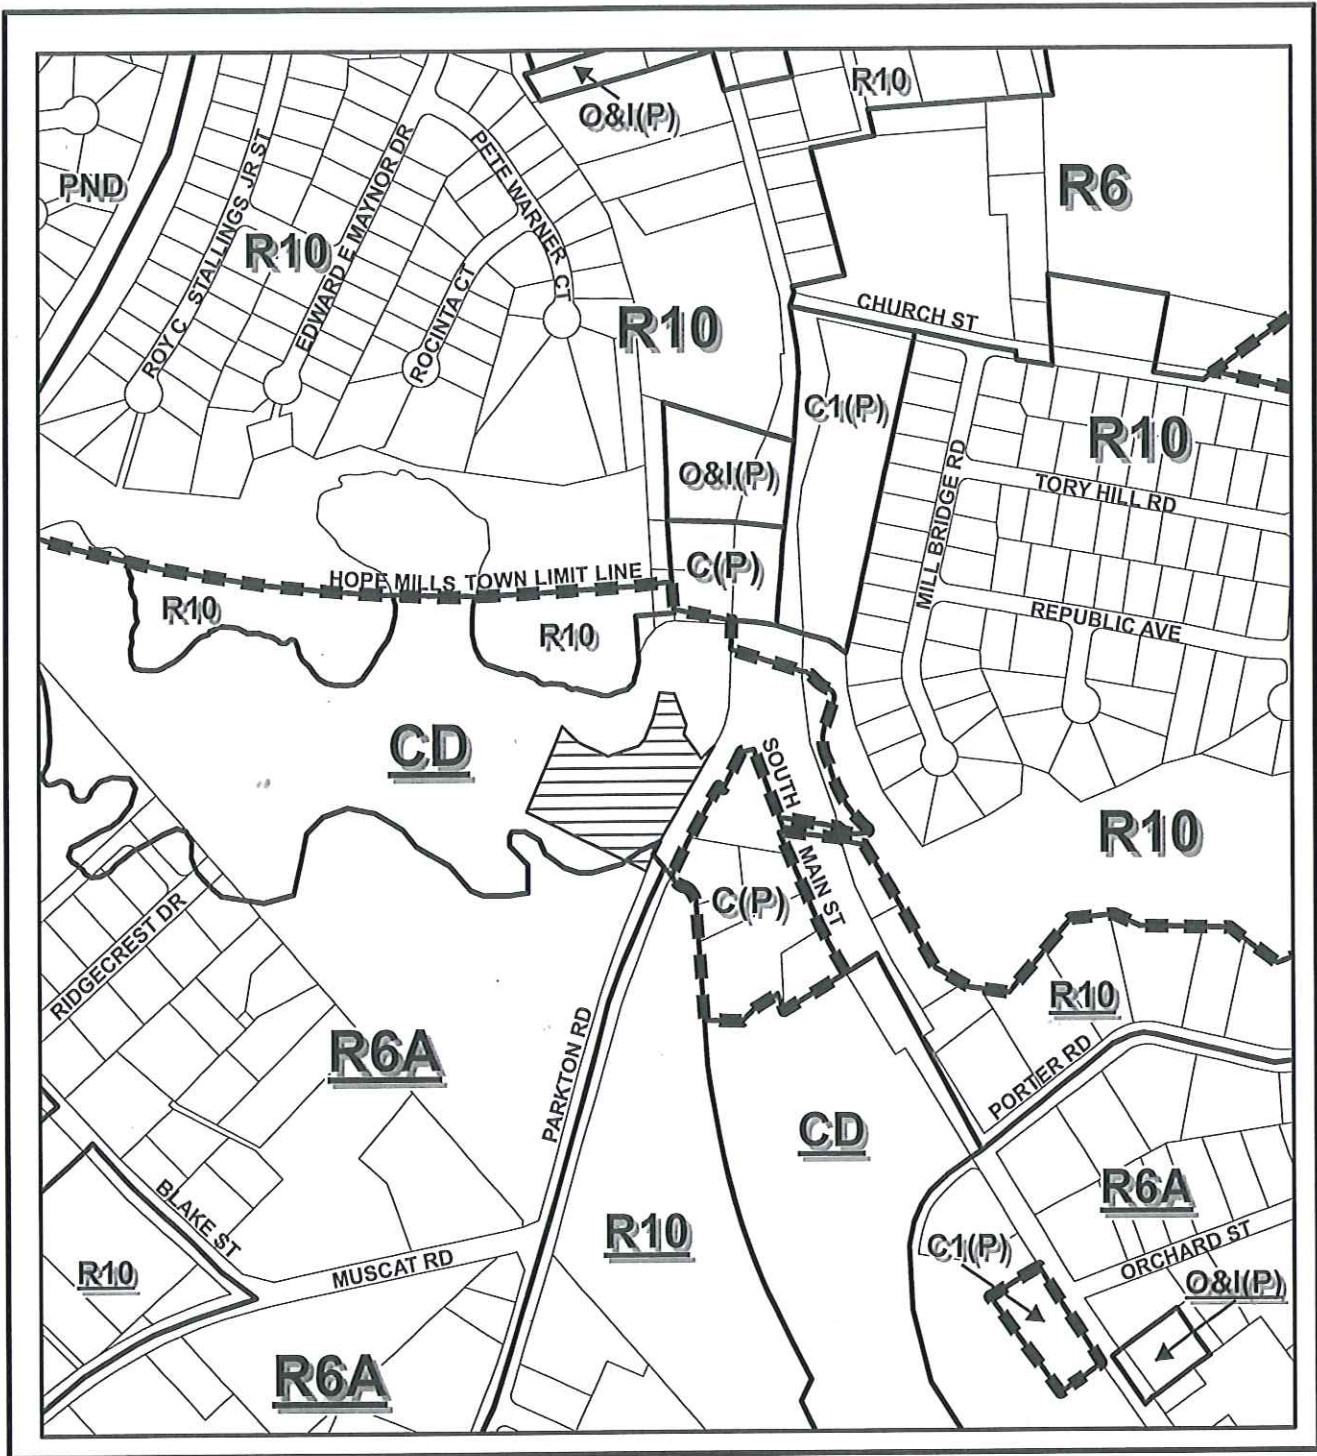 R10
O&I(P)
PND
R6
ROY C STALLINGS JR ST
R10
EDWARD E MAYNOR DR
PETE WARNER CT
ROCINTA CT
R10
CHURCH ST
C1(P)
R10
O&I(P)
TORY HILL RD
MILL BRIDGE RD
C(P)
HOPE MILLS TOWN LIMIT LINE
R10
R10
REPUBLIC AVE
CD
SOUTH MAIN ST
R10
C(P)
RIDGECREST DR
R10
R6A
PARKTON RD
PORTIER RD
CD
R6A
BLAKE ST
R10
C1(P)
ORCHARD ST
MUSCAT RD
R10
O&I(P)
R6A